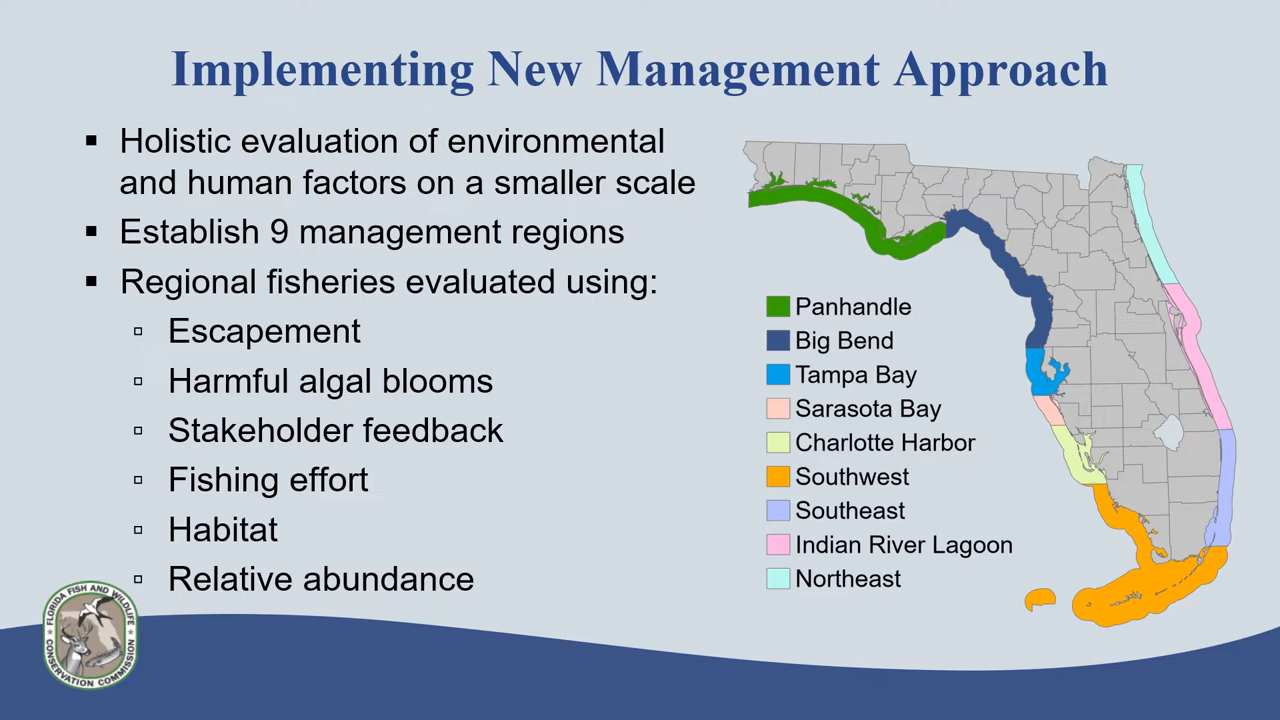 Implementing New Management Approach
▪ Holistic evaluation of environmental
and human factors on a smaller scale
▪ Establish 9 management regions
▪ Regional fisheries evaluated using:
▫ Escapement
▫ Harmful algal blooms
▫ Stakeholder feedback
▫ Fishing effort
▫ Habitat
▫ Relative abundance
Panhandle
Big Bend
Tampa Bay
Sarasota Bay
Charlotte Harbor
Southwest
Southeast
Indian River Lagoon
Northeast
FLORIDA FISH AND WILDLIFE
CONSERVATION COMMISSION